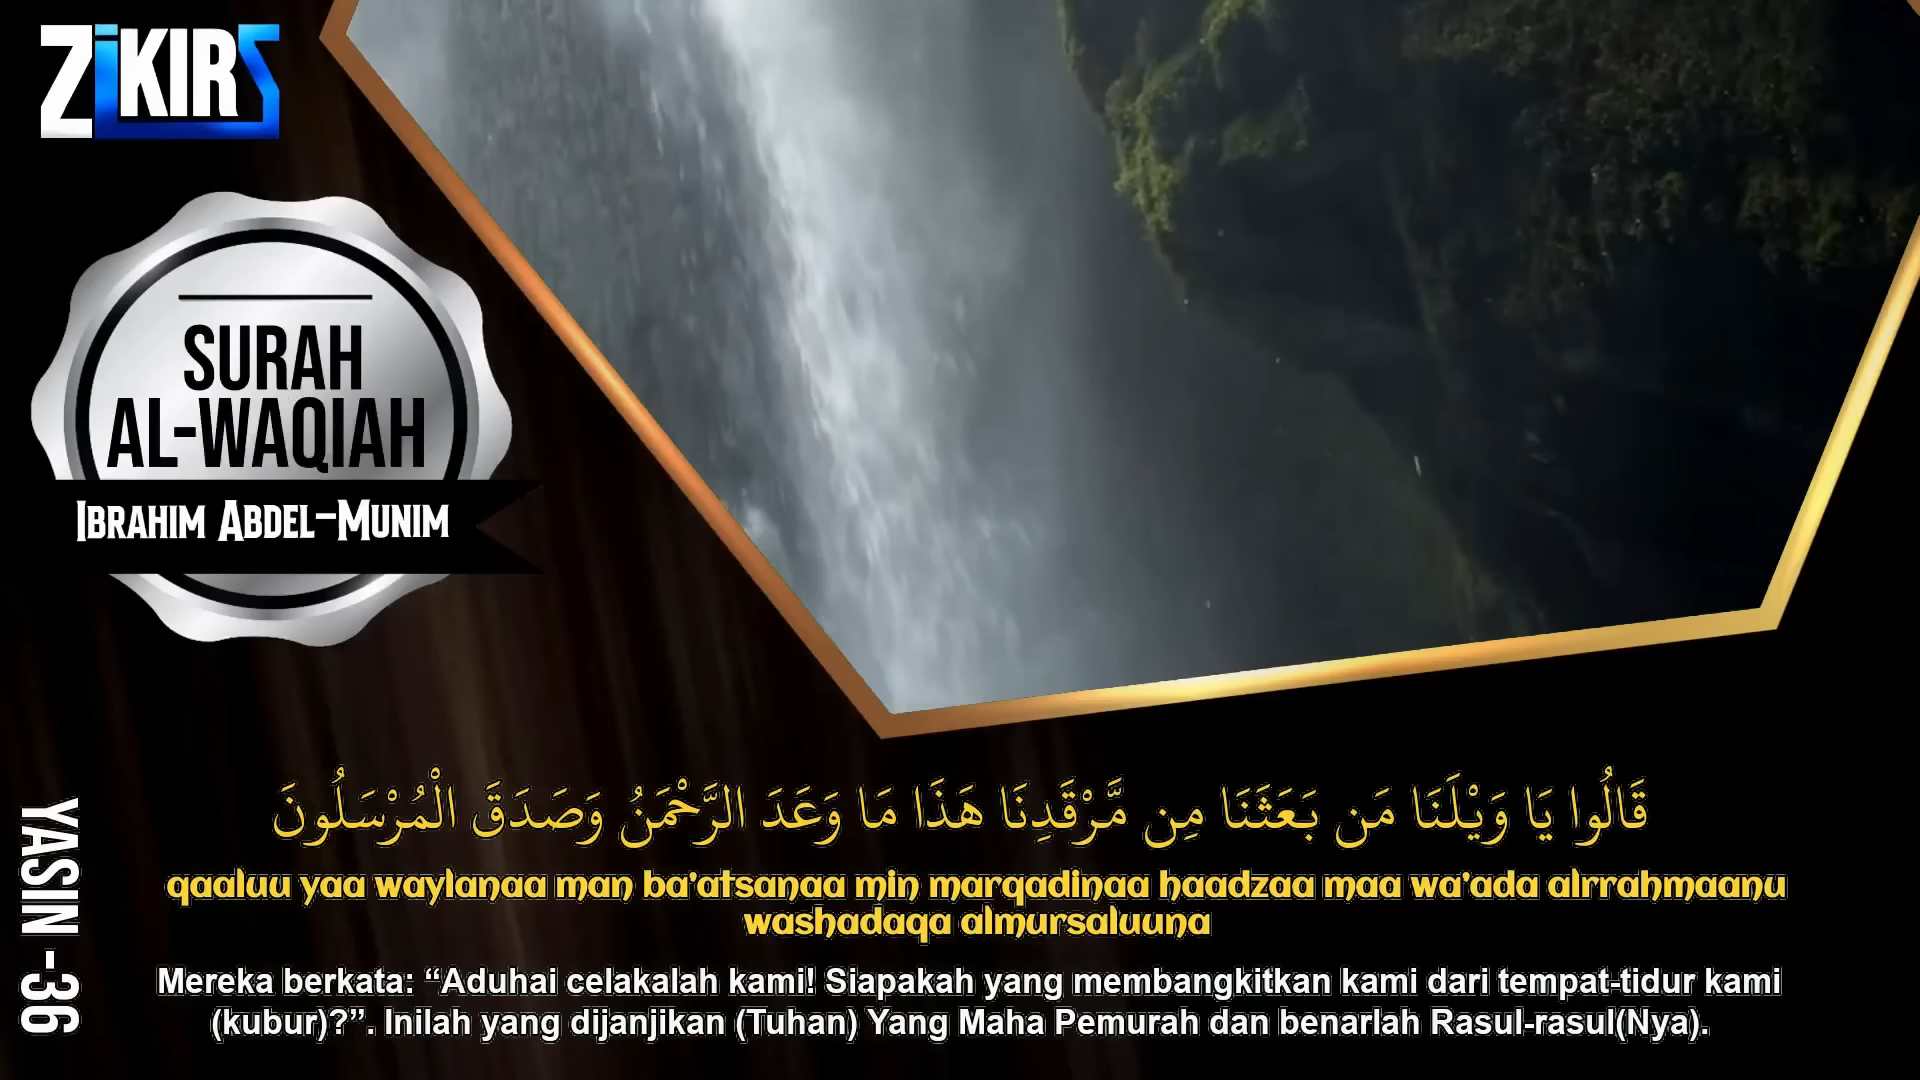 ZiKIRS
SURAH
AL-WAQIAH
IBRAHIM ABDEL-MUNIM
YASIN -36
قَالُوا يَا وَيْلَنَا مَن بَعَثَنَا مِن مَّرْقَدِنَا هَذَا مَا وَعَدَ الرَّحْمَنُ وَصَدَقَ الْمُرْسَلُونَ
qaaluu yaa waylanaa man ba'atsanaa min marqadinaa haadzaa maa wa'ada alrrahmaanu
washadaqa almursaluuna
Mereka berkata: “Aduhai celakalah kami! Siapakah yang membangkitkan kami dari tempat-tidur kami
(kubur)?”. Inilah yang dijanjikan (Tuhan) Yang Maha Pemurah dan benarlah Rasul-rasul(Nya).